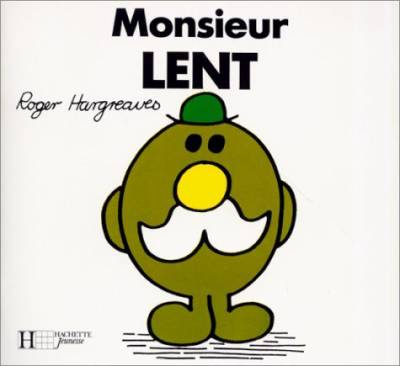 Monsieur
LENT
Roger Hargreaves
H HACHETTE
Jeunesse